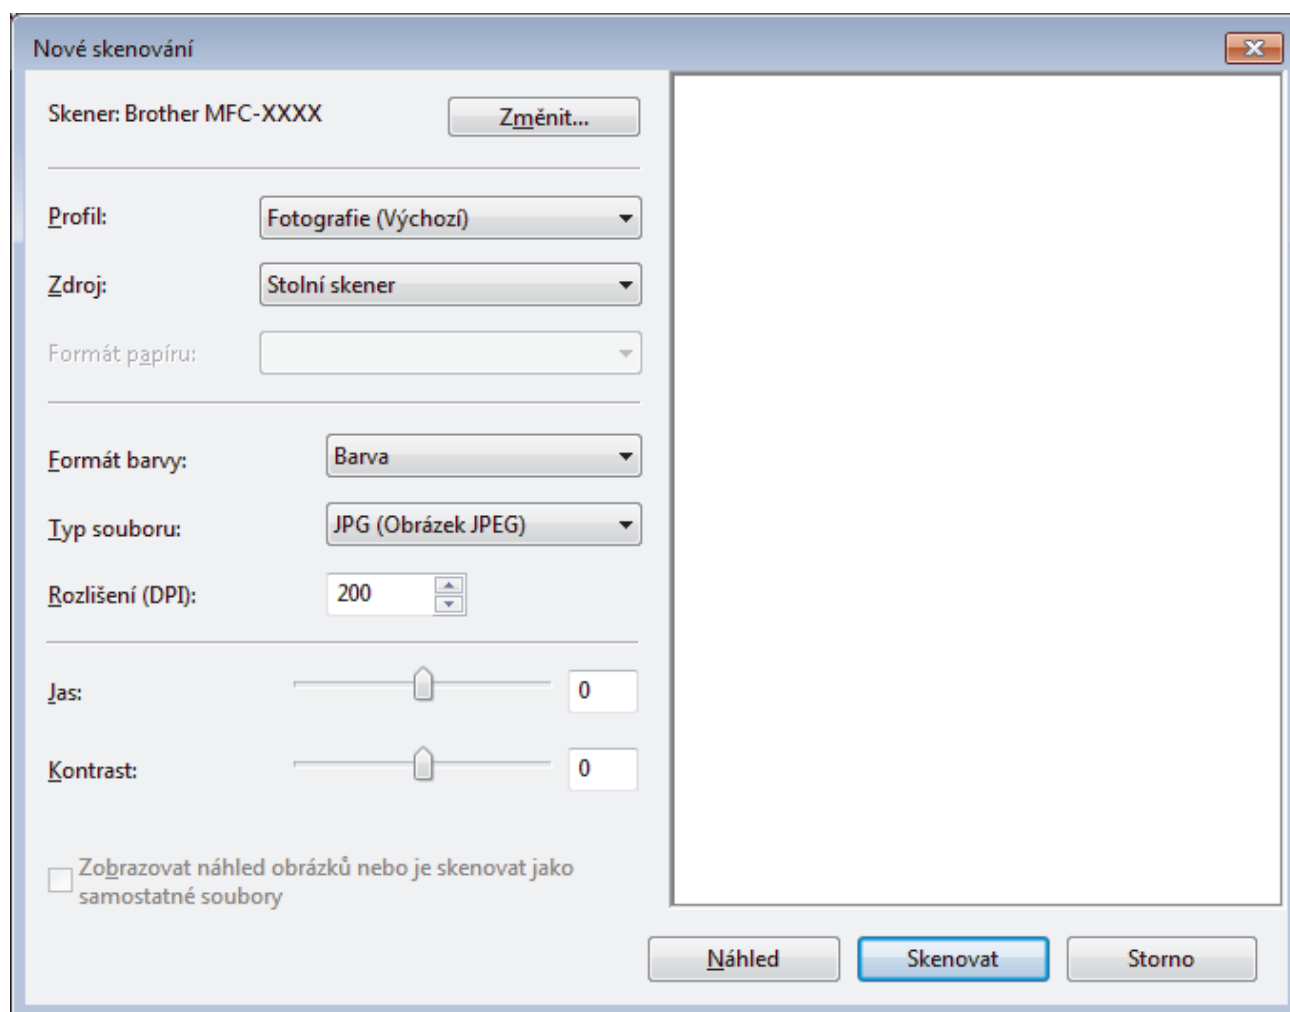 Nové skenování
Skener: Brother MFC-XXXX
Změnit...
Profil:
Fotografie (Výchozí)
Zdroj:
Stolní skener
Formát papíru:
Formát barvy:
Barva
Typ souboru:
JPG (Obrázek JPEG)
Rozlišení (DPI):
200
Jas:
0
Kontrast:
0
Zobrazovat náhled obrázků nebo je skenovat jako
samostatné soubory
Náhled
Skenovat
Storno